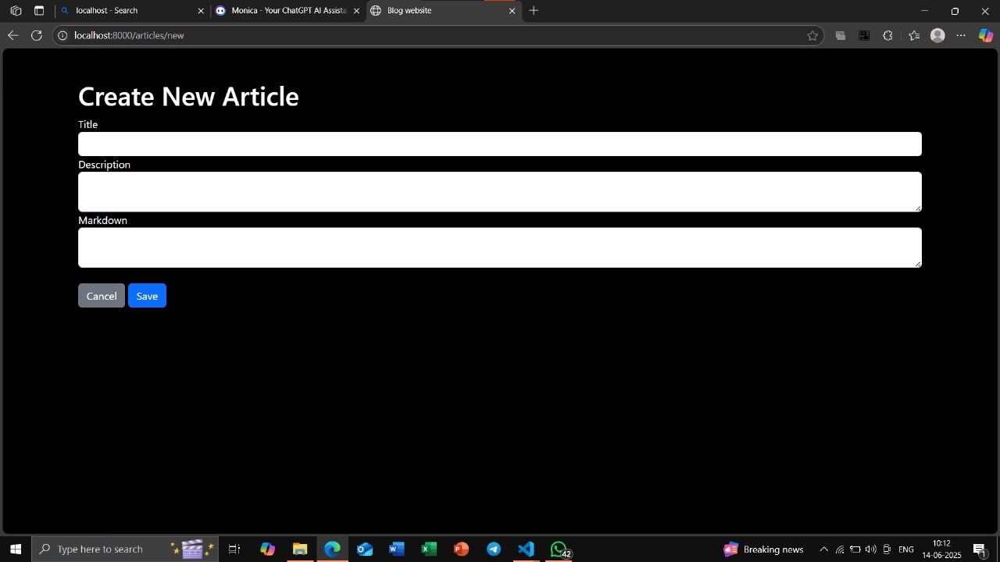 localhost - Search
Monica - Your ChatGPT AI Assista
Blog website
localhost:8000/articles/new
Create New Article
Title
Description
Markdown
Cancel
Save
Type here to search
42
Breaking news
ENG
10:12
14-06-2025
1